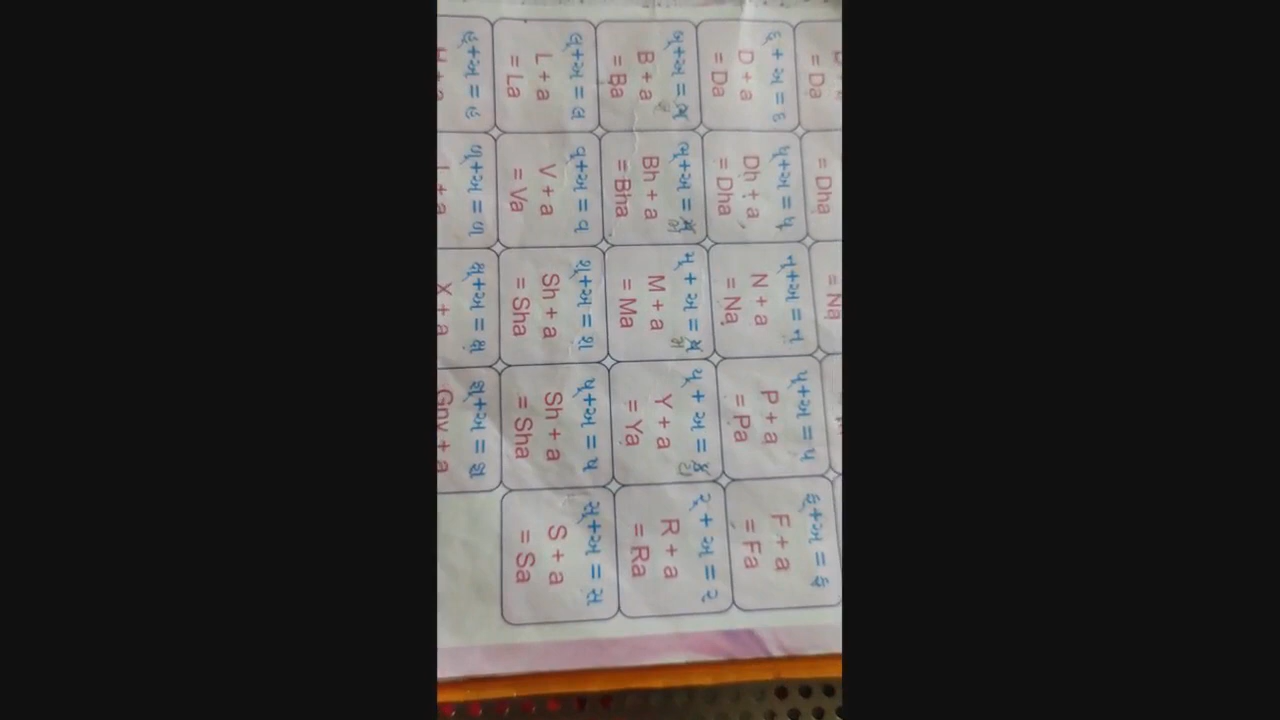 = Da
= Dha
= Na
દ્ + અ = દ
D + a
= Da
ધ્+અ = ધ
Dh + a
= Dha
ન્+અ = ન
N + a
= Na
પ્+અ = પ
P + a
= Pa
ફ્+અ = ફ
F + a
= Fa
બ્+અ =
B + a
= Ba
ભ્+અ =
Bh + a
= Bha
મ્ + અ =
M + a
= Ma
ય્ + અ =
Y + a
= Ya
ર્ + અ = ર
R + a
= Ra
લ્+અ = લ
L + a
= La
વ્+અ = વ
V + a
= Va
શ્+અ = શ
Sh + a
= Sha
ષ્+અ = ષ
Sh + a
= Sha
સ્+અ = સ
S + a
= Sa
હ્+અ = હ
ળ્+અ = ળ
ક્ષ્+અ = ક્ષ
X + a
જ્ઞ્+અ = જ્ઞ
Gny + a